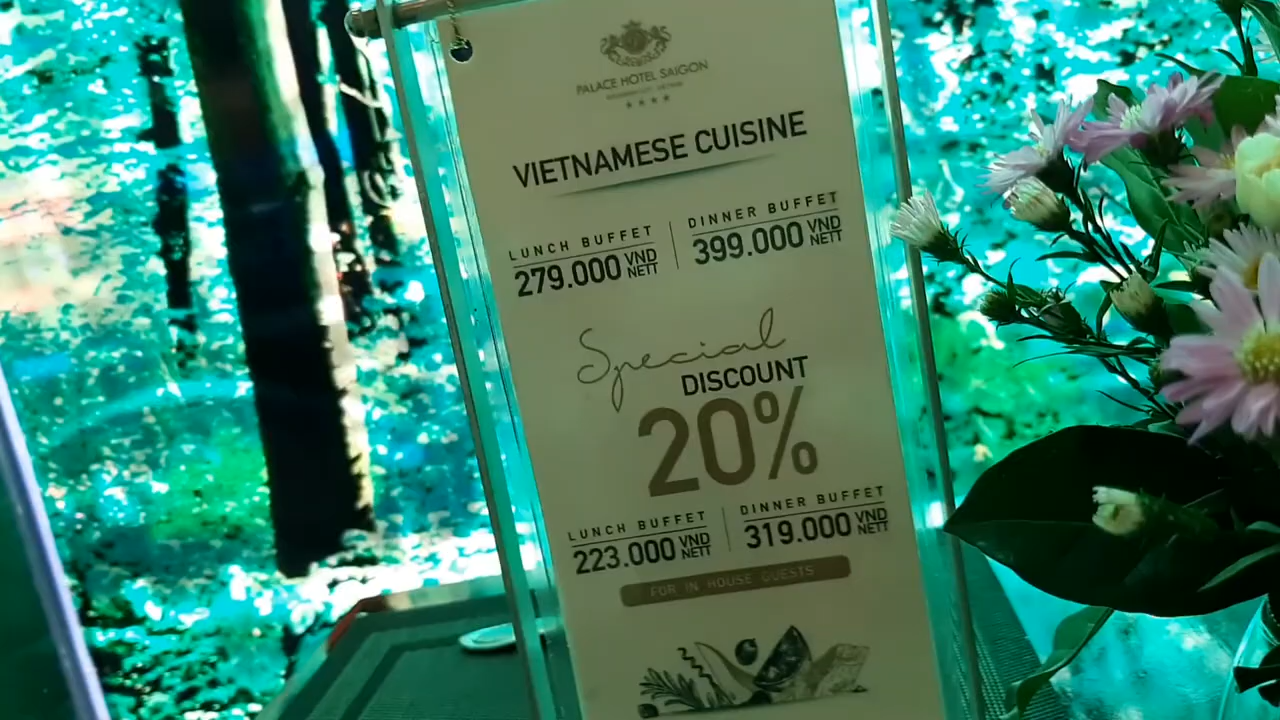 PALACE HOTEL SAIGON
★★★★
VIETNAMESE CUISINE
LUNCH BUFFET
279.000 VND NETT
DINNER BUFFET
399.000 VND NETT
Special
DISCOUNT
20%
LUNCH BUFFET
223.000 VND NETT
DINNER BUFFET
319.000 VND NETT
FOR IN HOUSE GUESTS